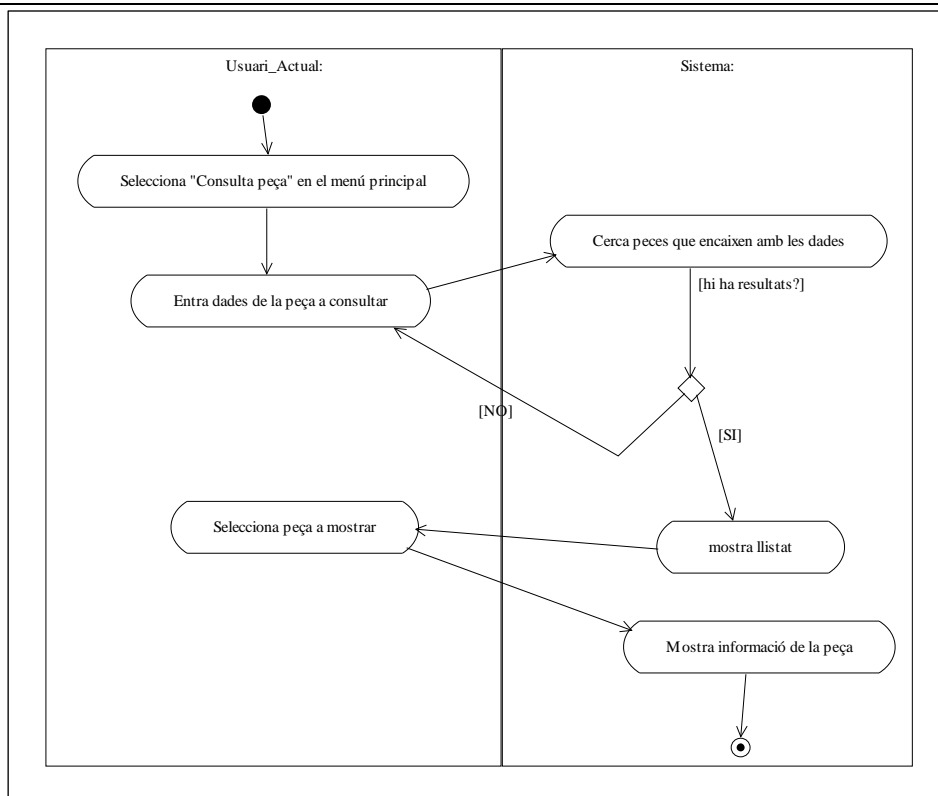 Usuari_Actual:
Sistema:
Selecciona "Consulta peça" en el menú principal
Cerca peces que encaixen amb les dades
[hi ha resultats?]
Entra dades de la peça a consultar
[NO]
[SI]
Selecciona peça a mostrar
mostra llistat
Mostra informació de la peça